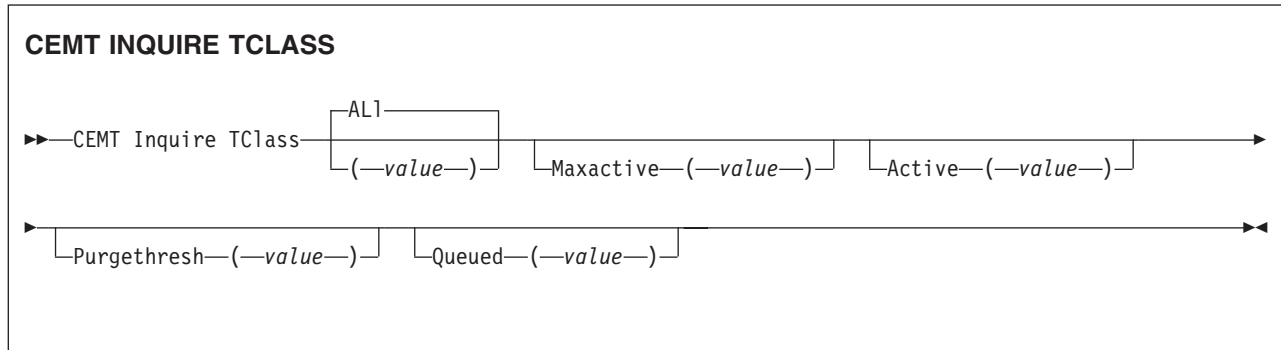 CEMT INQUIRE TCLASS
ALl
CEMT Inquire TClass
(value) Maxactive (value) Active (value)
Purgethresh (value) Queued (value)